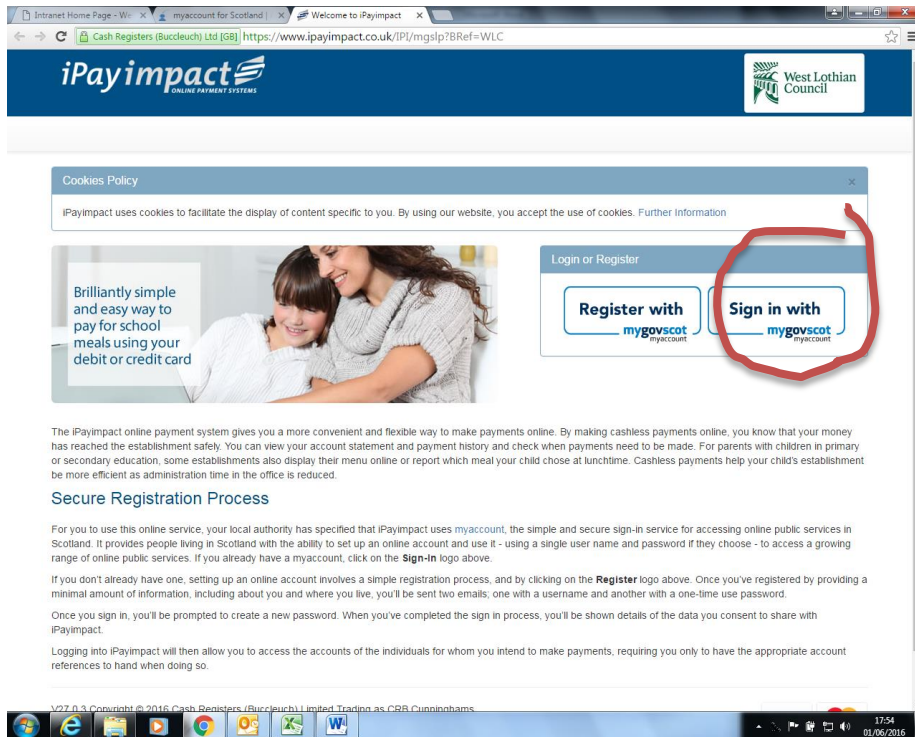 Intranet Home Page - We
myaccount for Scotland |
Welcome to iPayimpact
Cash Registers (Buccleuch) Ltd [GB]
https://www.ipayimpact.co.uk/IPI/mgslp?BRef=WLC
iPayimpact
ONLINE PAYMENT SYSTEMS
West Lothian
Council
Cookies Policy
x
iPayimpact uses cookies to facilitate the display of content specific to you. By using our website, you accept the use of cookies. Further Information
Brilliantly simple
and easy way to
pay for school
meals using your
debit or credit card
Login or Register
Register with
mygovscot
myaccount
Sign in with
mygovscot
myaccount
The iPayimpact online payment system gives you a more convenient and flexible way to make payments online. By making cashless payments online, you know that your money
has reached the establishment safely. You can view your account statement and payment history and check when payments need to be made. For parents with children in primary
or secondary education, some establishments also display their menu online or report which meal your child chose at lunchtime. Cashless payments help your child's establishment
be more efficient as administration time in the office is reduced.
Secure Registration Process
For you to use this online service, your local authority has specified that iPayimpact uses myaccount, the simple and secure sign-in service for accessing online public services in
Scotland. It provides people living in Scotland with the ability to set up an online account and use it - using a single user name and password if they choose - to access a growing
range of online public services. If you already have a myaccount, click on the Sign-In logo above.
If you don't already have one, setting up an online account involves a simple registration process, and by clicking on the Register logo above. Once you've registered by providing a
minimal amount of information, including about you and where you live, you'll be sent two emails; one with a username and another with a one-time use password.
Once you sign in, you'll be prompted to create a new password. When you've completed the sign in process, you'll be shown details of the data you consent to share with
iPayimpact.
Logging into iPayimpact will then allow you to access the accounts of the individuals for whom you intend to make payments, requiring you only to have the appropriate account
references to hand when doing so.
V27.0.3 Copyright © 2016 Cash Registers (Buccleuch) Limited Trading as CRB Cunninghams
17:54
01/06/2016